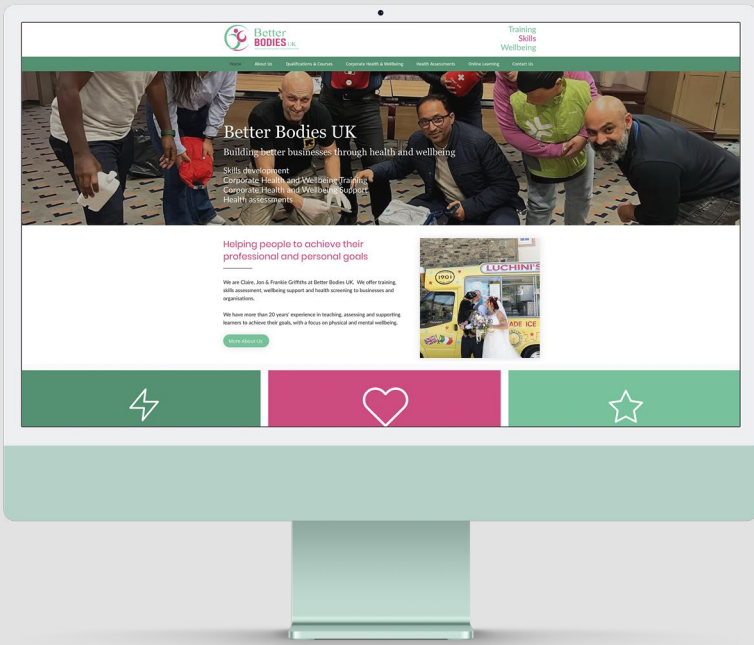 Better
BODIES UK
Training
Skills
Wellbeing
Home About Us Qualifications & Courses Corporate Health & Wellbeing Health Assessments Online Learning Contact Us
Better Bodies UK
Building better businesses through health and wellbeing
Skills development
Corporate Health and Wellbeing Training
Corporate Health and Wellbeing Support
Health assessments
Helping people to achieve their
professional and personal goals
We are Claire, Jon & Frankie Griffiths at Better Bodies UK. We offer training,
skills assessment, wellbeing support and health screening to businesses and
organisations.
We have more than 20 years' experience in teaching, assessing and supporting
learners to achieve their goals, with a focus on physical and mental wellbeing.
More About Us
1901
LUCHINI'S
ADE ICE